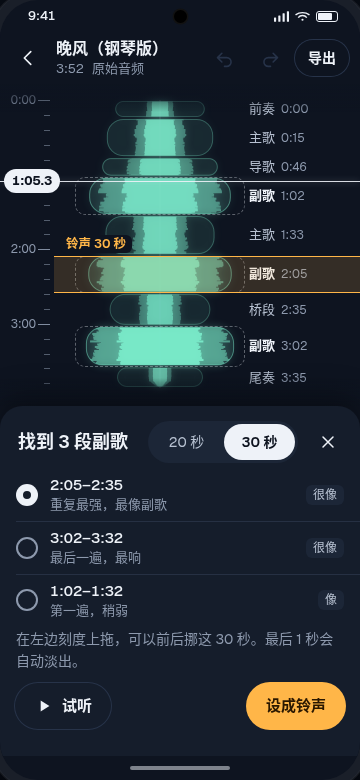 9:41
晚风（钢琴版）
3:52 原始音频
导出
0:00
前奏 0:00
主歌 0:15
导歌 0:46
1:05.3
副歌 1:02
主歌 1:33
2:00
铃声 30 秒
副歌 2:05
桥段 2:35
3:00
副歌 3:02
尾奏 3:35
找到 3 段副歌
20 秒
30 秒
2:05–2:35
重复最强，最像副歌
很像
3:02–3:32
最后一遍，最响
很像
1:02–1:32
第一遍，稍弱
像
在左边刻度上拖，可以前后挪这 30 秒。最后 1 秒会
自动淡出。
试听
设成铃声